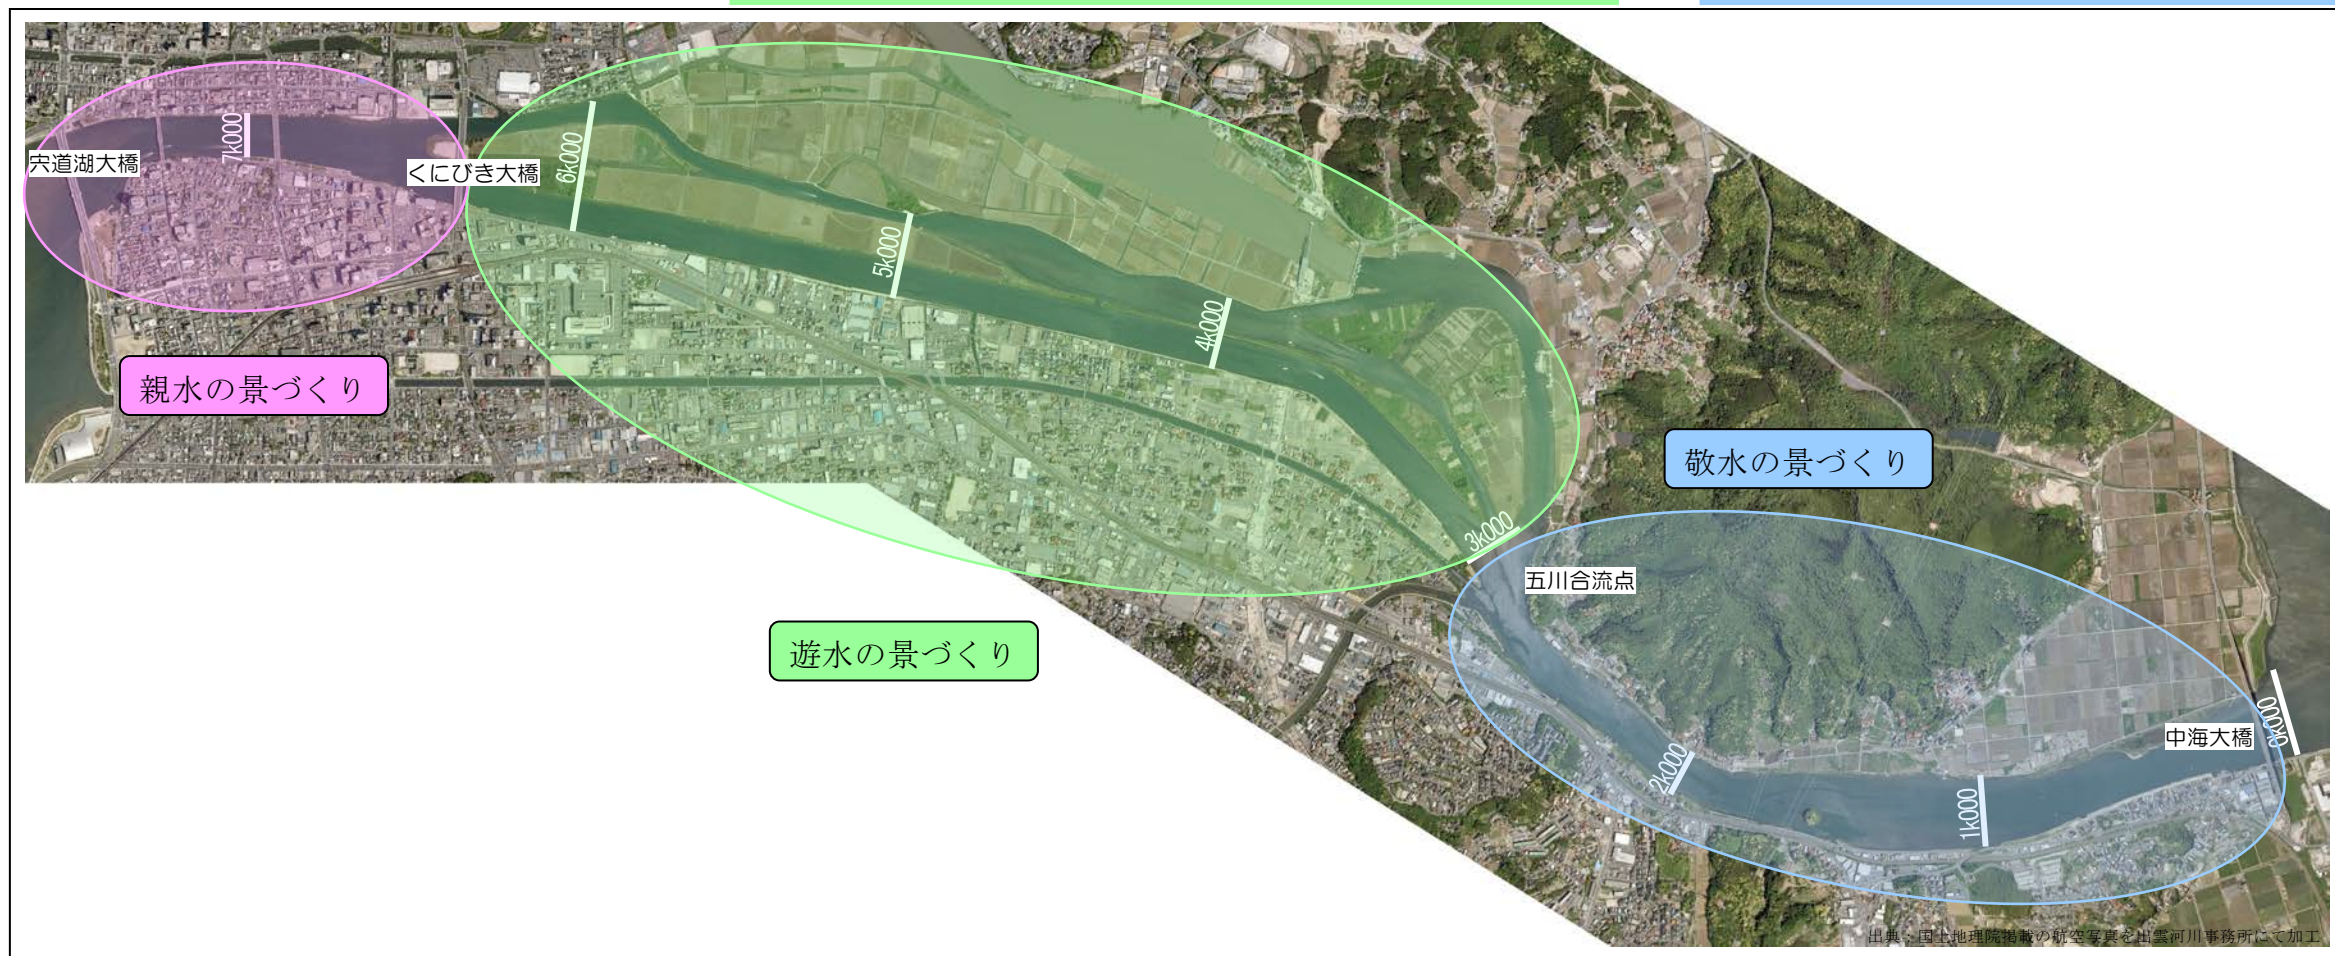 宍道湖大橋
7k000
くにびき大橋
6k000
5k000
4k000
3k000
親水の景づくり
遊水の景づくり
敬水の景づくり
五川合流点
2k000
1k000
中海大橋
0k000
出典：国土地理院掲載の航空写真を出雲河川事務所にて加工